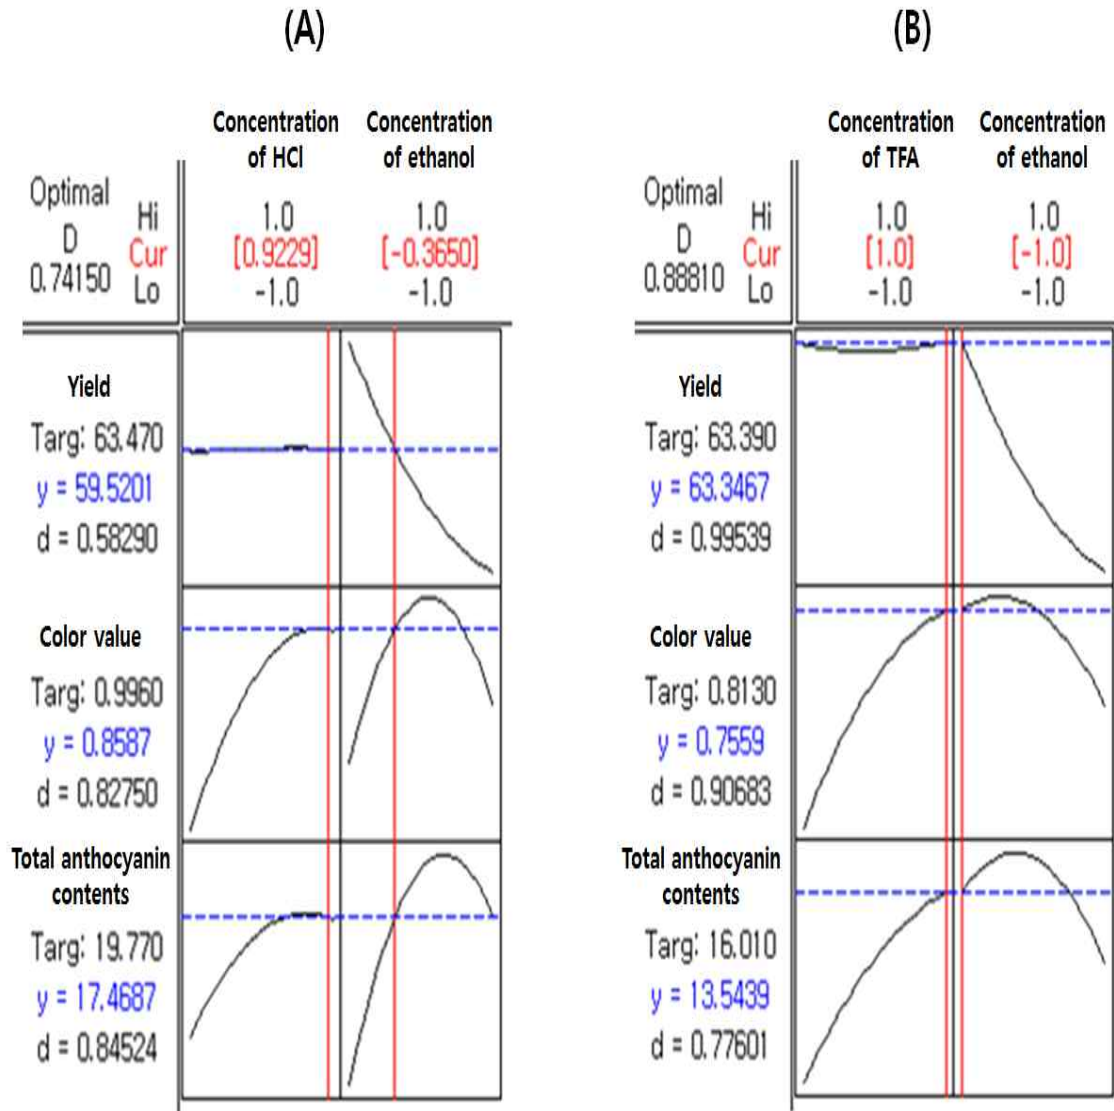 (A)
Concentration of HCl
Concentration of ethanol
Optimal
D
0.74150
Hi
Cur
Lo
1.0
[0.9229]
-1.0
1.0
[-0.3650]
-1.0
Yield
Targ: 63.470
y = 59.5201
d = 0.58290
Color value
Targ: 0.9960
y = 0.8587
d = 0.82750
Total anthocyanin
contents
Targ: 19.770
y = 17.4687
d = 0.84524
(B)
Concentration of TFA
Concentration of ethanol
Optimal
D
0.88810
Hi
Cur
Lo
1.0
[1.0]
-1.0
1.0
[-1.0]
-1.0
Yield
Targ: 63.390
y = 63.3467
d = 0.99539
Color value
Targ: 0.8130
y = 0.7559
d = 0.90683
Total anthocyanin
contents
Targ: 16.010
y = 13.5439
d = 0.77601